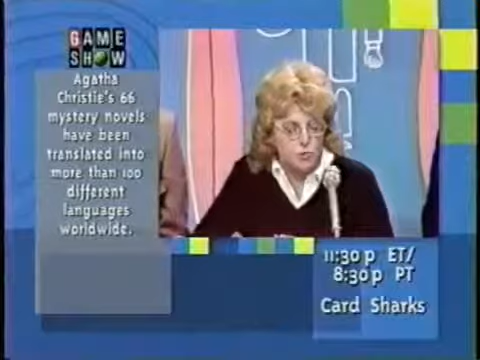 GAME
SHOW
Agatha
Christie's 66
mystery novels
have been
translated into
more than 100
different
languages
worldwide.
11:30p ET/
8:30p PT
Card Sharks